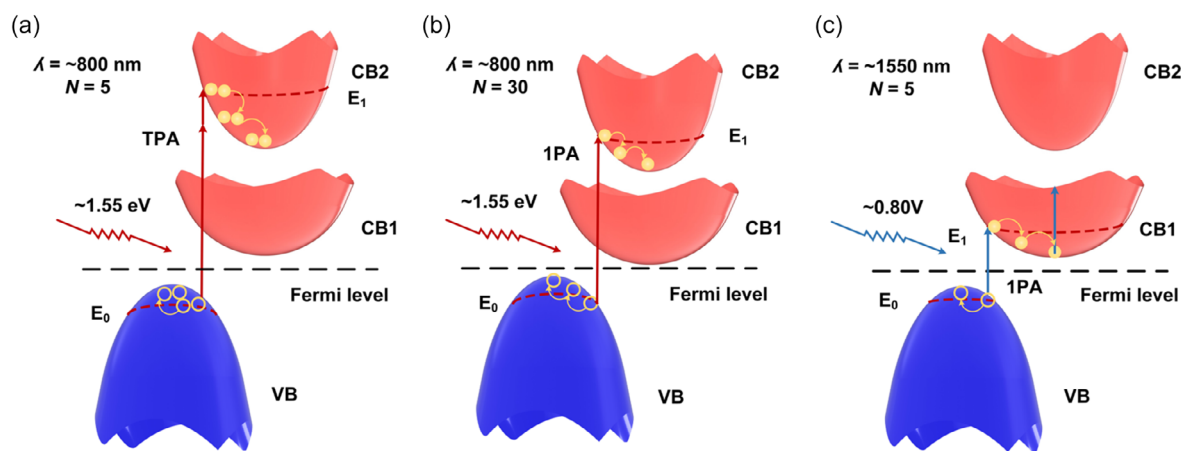 (a)
ʎ = ~800 nm
N = 5
CB2
E₁
TPA
~1.55 eV
CB1
Fermi level
E₀
VB
(b)
ʎ = ~800 nm
N = 30
CB2
E₁
1PA
~1.55 eV
CB1
Fermi level
E₀
VB
(c)
ʎ = ~1550 nm
N = 5
CB2
~0.80V
E₁
CB1
1PA
Fermi level
E₀
VB